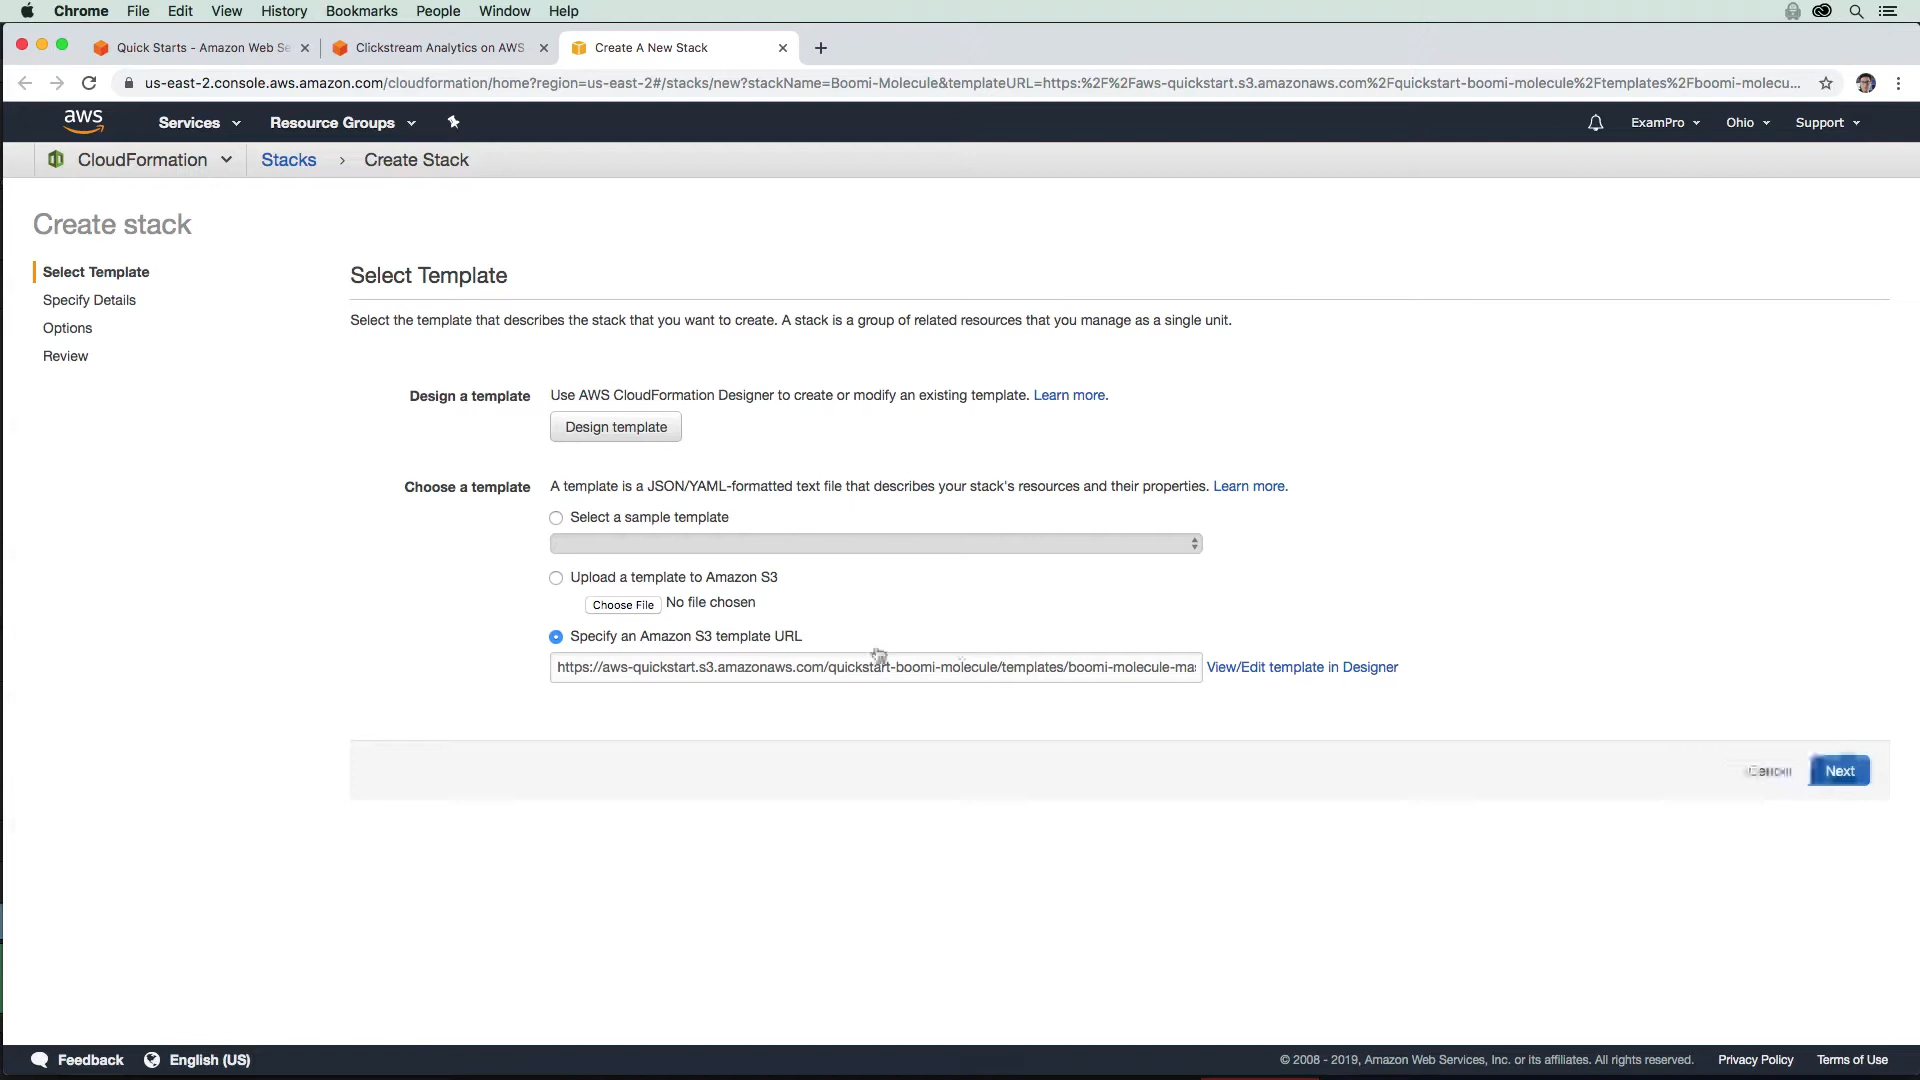 Chrome File Edit View History Bookmarks People Window Help
Quick Starts - Amazon Web Se
Clickstream Analytics on AWS
Create A New Stack
us-east-2.console.aws.amazon.com/cloudformation/home?region=us-east-2#/stacks/new?stackName=Boomi-Molecule&templateURL=https:%2F%2Faws-quickstart.s3.amazonaws.com%2Fquickstart-boomi-molecule%2Ftemplates%2Fboomi-molecu...
aws Services Resource Groups ExamPro Ohio Support
CloudFormation Stacks › Create Stack
Create stack
Select Template
Specify Details
Options
Review
Select Template
Select the template that describes the stack that you want to create. A stack is a group of related resources that you manage as a single unit.
Design a template Use AWS CloudFormation Designer to create or modify an existing template. Learn more.
Design template
Choose a template A template is a JSON/YAML-formatted text file that describes your stack's resources and their properties. Learn more.
Select a sample template
Upload a template to Amazon S3
Choose File No file chosen
Specify an Amazon S3 template URL
https://aws-quickstart.s3.amazonaws.com/quickstart-boomi-molecule/templates/boomi-molecule-mas View/Edit template in Designer
Next
Feedback English (US) © 2008 - 2019, Amazon Web Services, Inc. or its affiliates. All rights reserved. Privacy Policy Terms of Use